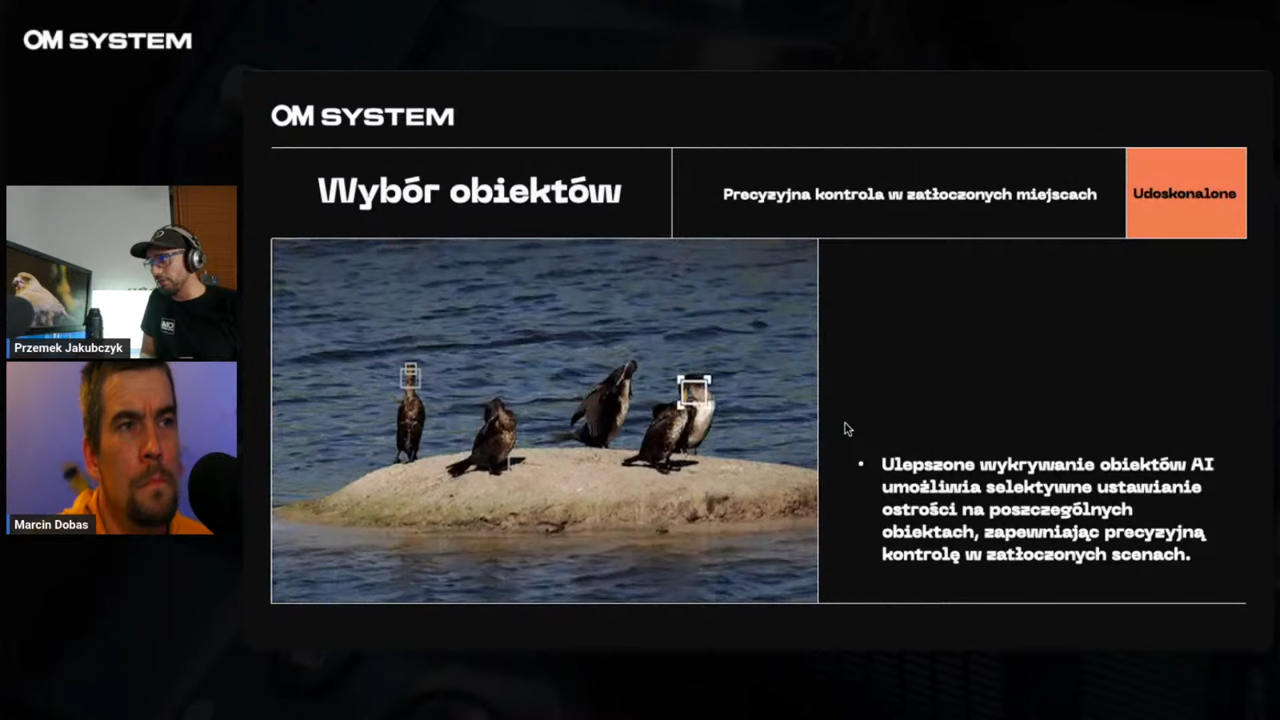 OM SYSTEM
OM SYSTEM
Wybór obiektów
Precyzyjna kontrola w zatłoczonych miejscach
Udoskonalone
Przemek Jakubczyk
Marcin Dobas
• Ulepszone wykrywanie obiektów AI
umożliwia selektywne ustawianie
ostrości na poszczególnych
obiektach, zapewniając precyzyjną
kontrolę w zatłoczonych scenach.